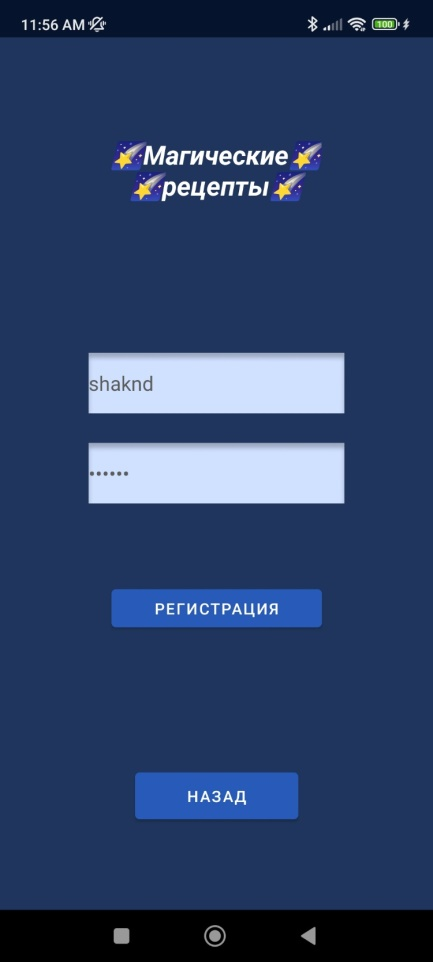 11:56 AM
100
🌠Магические🌠
🌠рецепты🌠
shaknd
••••••
РЕГИСТРАЦИЯ
НАЗАД